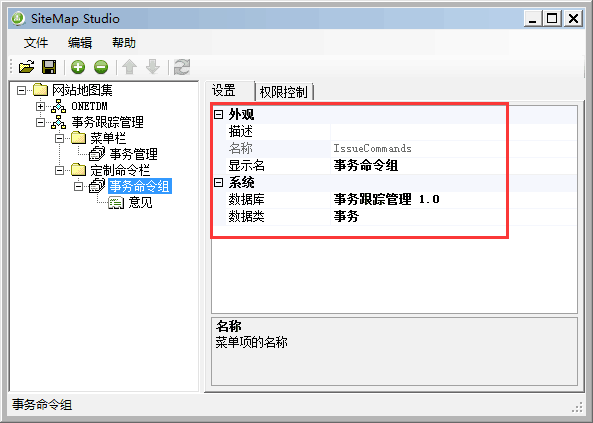 SiteMap Studio
文件 编辑 帮助
网站地图集
ONETDM
事务跟踪管理
菜单栏
事务管理
定制命令栏
事务命令组
意见
设置 权限控制
外观
描述
名称 IssueCommands
显示名 事务命令组
系统
数据库 事务跟踪管理 1.0
数据类 事务
名称
菜单项的名称
事务命令组